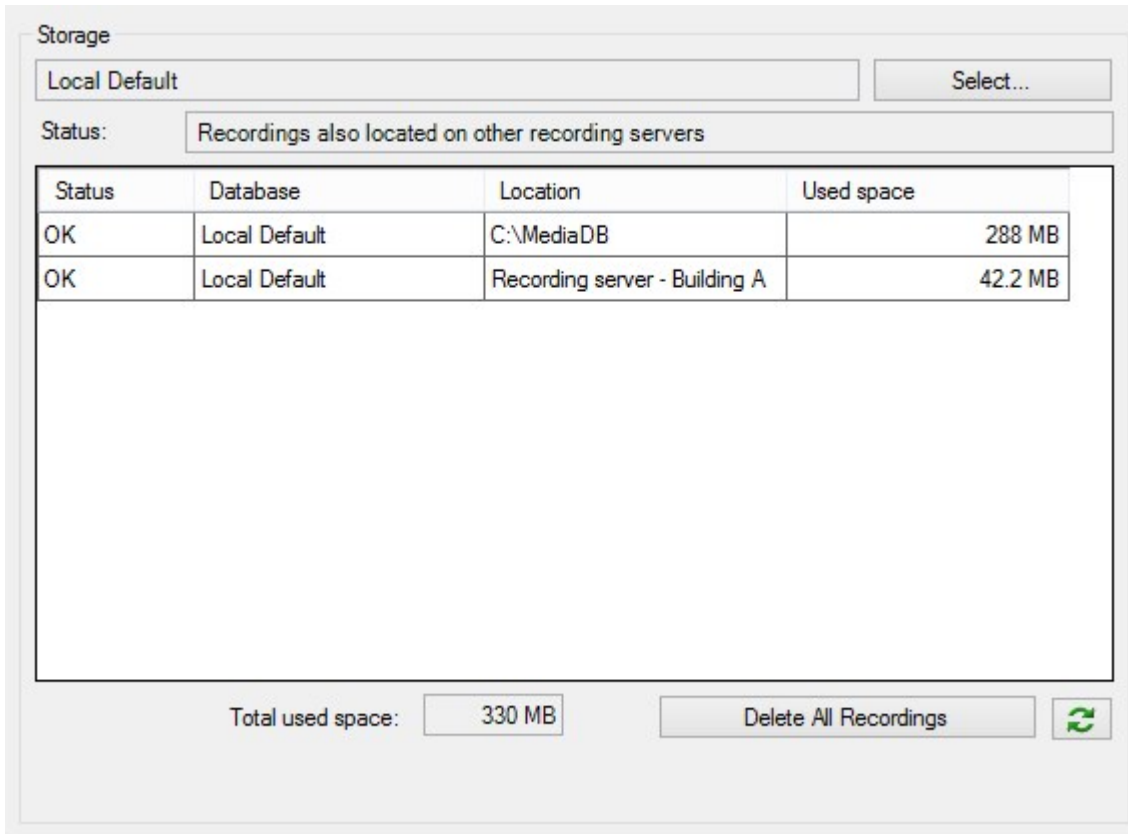 Storage
Local Default Select...
Status: Recordings also located on other recording servers
Status Database Location Used space
OK Local Default C:\MediaDB 288 MB
OK Local Default Recording server - Building A 42.2 MB
Total used space: 330 MB Delete All Recordings